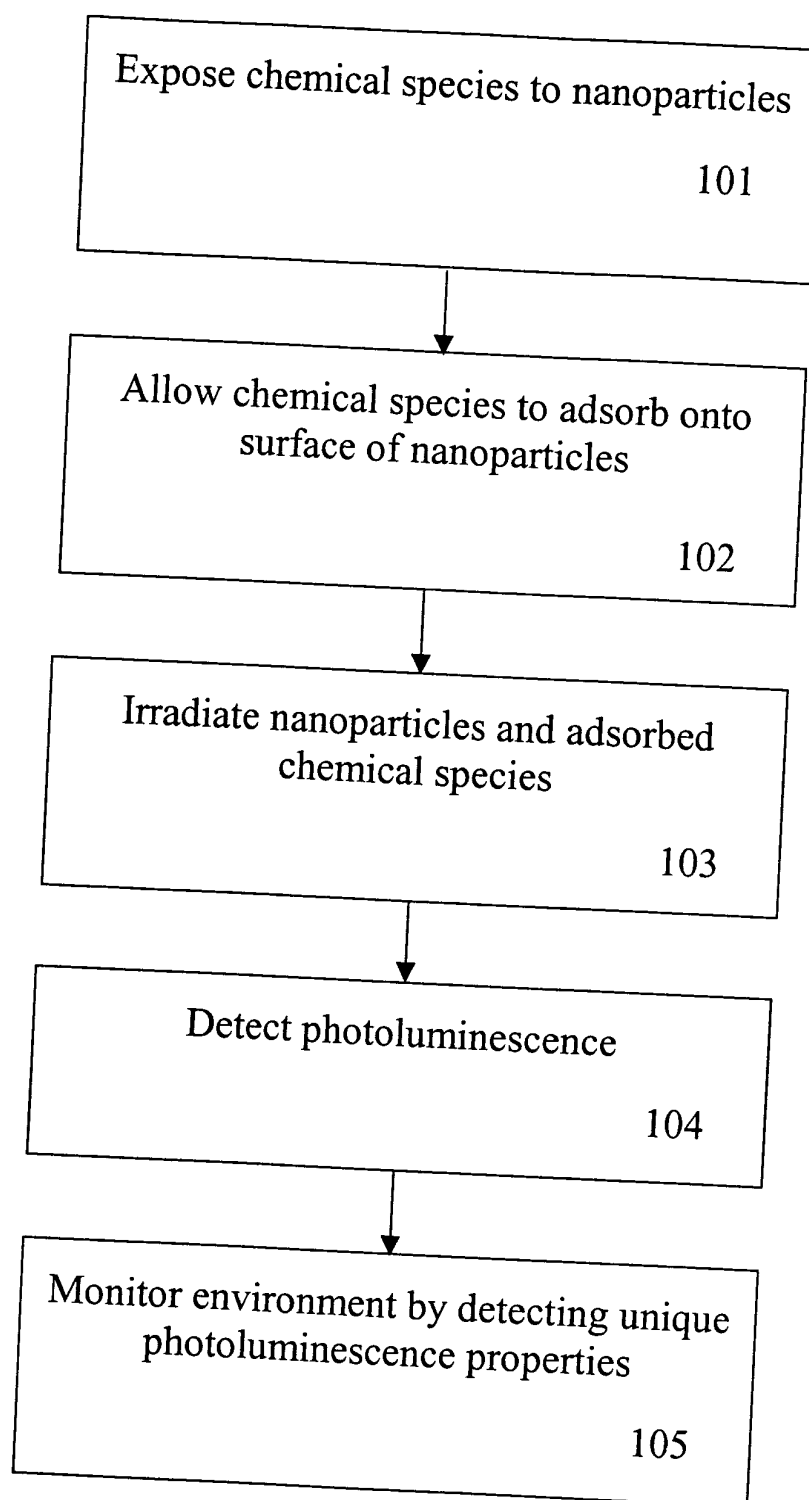 Expose chemical species to nanoparticles
101
Allow chemical species to adsorb onto
surface of nanoparticles
102
Irradiate nanoparticles and adsorbed
chemical species
103
Detect photoluminescence
104
Monitor environment by detecting unique
photoluminescence properties
105